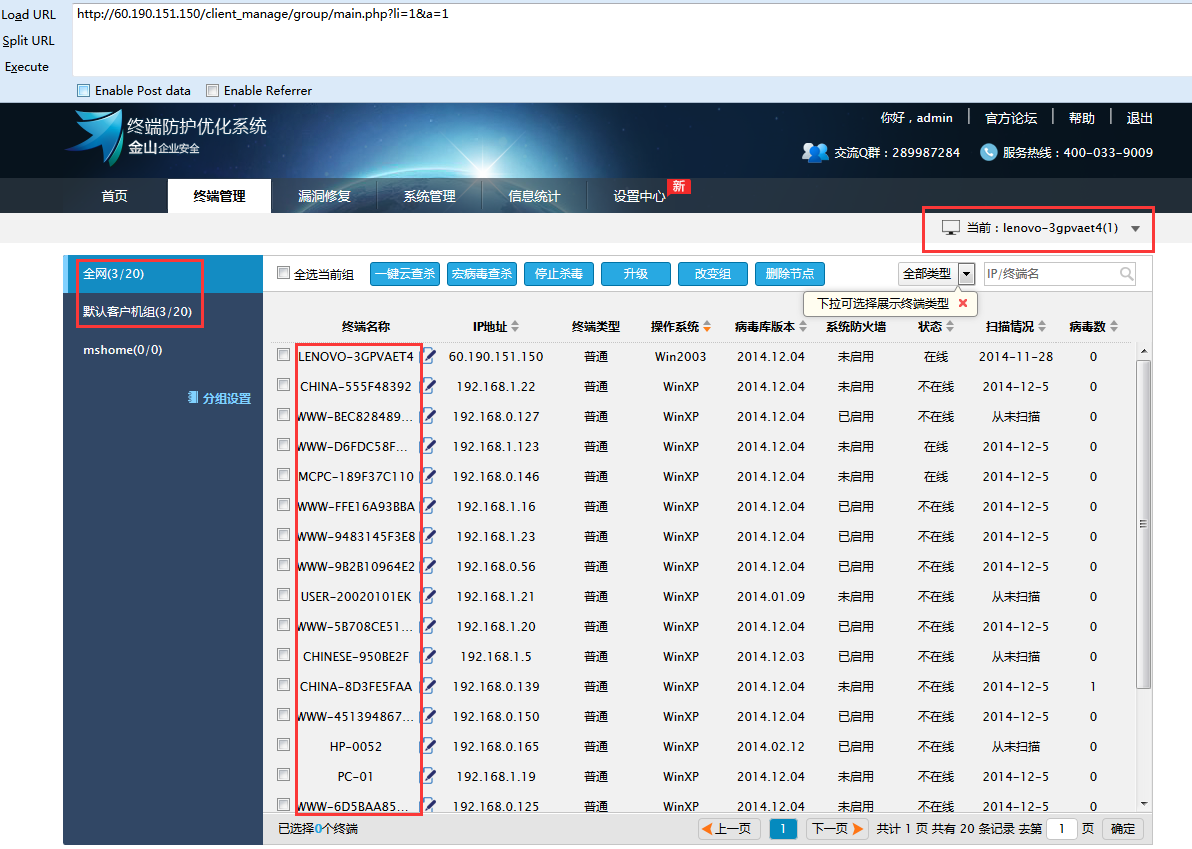 Load URL http://60.190.151.150/client_manage/group/main.php?li=1&a=1
Split URL
Execute
Enable Post data Enable Referrer
终端防护优化系统
金山企业安全
你好，admin 官方论坛 帮助 退出
交流Q群：289987284 服务热线：400-033-9009
首页 终端管理 漏洞修复 系统管理 信息统计 设置中心 新
当前：lenovo-3gpvaet4(1)
全网(3/20)
默认客户机组(3/20)
mshome(0/0)
分组设置
全选当前组 一键云查杀 宏病毒查杀 停止杀毒 升级 改变组 删除节点 全部类型 IP/终端名
下拉可选择展示终端类型
终端名称 IP地址 终端类型 操作系统 病毒库版本 系统防火墙 状态 扫描情况 病毒数
LENOVO-3GPVAET4 60.190.151.150 普通 Win2003 2014.12.04 未启用 在线 2014-11-28 0
CHINA-555F48392 192.168.1.22 普通 WinXP 2014.12.04 未启用 不在线 2014-12-5 0
WWW-BEC828489... 192.168.0.127 普通 WinXP 2014.12.04 已启用 不在线 从未扫描 0
WWW-D6FDC58F... 192.168.1.123 普通 WinXP 2014.12.04 未启用 在线 2014-12-5 0
MCPC-189F37C110 192.168.0.146 普通 WinXP 2014.12.04 未启用 在线 2014-12-5 0
WWW-FFE16A93BBA 192.168.1.16 普通 WinXP 2014.12.04 已启用 不在线 2014-12-5 0
WWW-9483145F3E8 192.168.1.23 普通 WinXP 2014.12.04 已启用 不在线 2014-12-5 0
WWW-9B2B10964E2 192.168.0.56 普通 WinXP 2014.12.04 已启用 不在线 2014-12-5 0
USER-20020101EK 192.168.1.21 普通 WinXP 2014.01.09 未启用 不在线 从未扫描 0
WWW-5B708CE51... 192.168.1.20 普通 WinXP 2014.12.04 已启用 不在线 2014-12-5 0
CHINESE-950BE2F 192.168.1.5 普通 WinXP 2014.12.03 已启用 不在线 从未扫描 0
CHINA-8D3FE5FAA 192.168.0.139 普通 WinXP 2014.12.04 未启用 不在线 2014-12-5 1
WWW-451394867... 192.168.0.150 普通 WinXP 2014.12.04 已启用 不在线 2014-12-5 0
HP-0052 192.168.0.165 普通 WinXP 2014.02.12 已启用 不在线 从未扫描 0
PC-01 192.168.1.19 普通 WinXP 2014.12.04 未启用 不在线 2014-12-5 0
WWW-6D5BAA85... 192.168.0.125 普通 WinXP 2014.12.04 未启用 不在线 2014-12-5 0
已选择0个终端 上一页 1 下一页 共计 1 页 共有 20 条记录 去第 1 页 确定